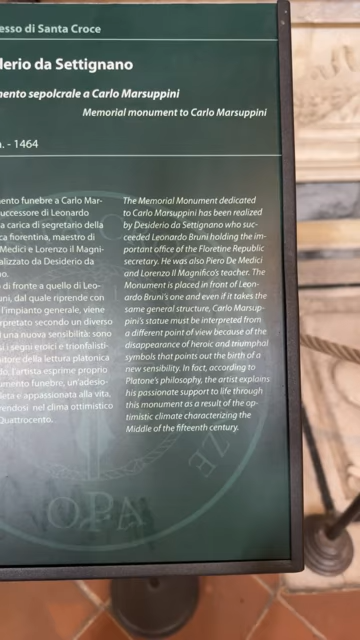 esso di Santa Croce
lerio da Settignano
mento sepolcrale a Carlo Marsuppini
Memorial monument to Carlo Marsuppini
. - 1464
ento funebre a Carlo Mar-
uccessore di Leonardo
a carica di segretario della
ca fiorentina, maestro di
Medici e Lorenzo il Magni-
alizzato da Desiderio da
no.
o di fronte a quello di Leo-
uni, dal quale riprende con
l'impianto generale, viene
rpretato secondo un diverso
i una nuova sensibilità: sono
i i segni eroici e trionfalisti-
nitore della lettura platonica
do, l'artista esprime proprio
umento funebre, un'adesio-
lieta e appassionata alla vita,
rendosi nel clima ottimistico
Quattrocento.
The Memorial Monument dedicated
to Carlo Marsuppini has been realized
by Desiderio da Settignano who suc-
ceeded Leonardo Bruni holding the im-
portant office of the Floretine Republic
secretary. He was also Piero De Medici
and Lorenzo Il Magnifico's teacher. The
Monument is placed in front of Leon-
ardo Bruni's one and even if it takes the
same general structure, Carlo Marsup-
pini's statue must be interpreted from
a different point of view because of the
disappearance of heroic and triumphal
symbols that points out the birth of a
new sensibility. In fact, according to
Platone's philosophy, the artist explains
his passionate support to life through
this monument as a result of the op-
timistic climate characterizing the
Middle of the fifteenth century.
OPA